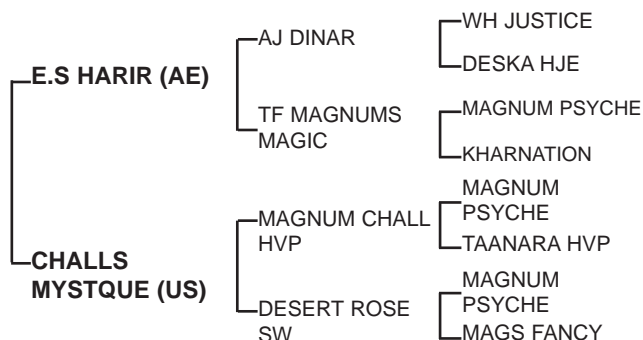 E.S HARIR (AE)
CHALLS
MYSTQUE (US)
AJ DINAR
TF MAGNUMS
MAGIC
MAGNUM CHALL
HVP
DESERT ROSE
SW
WH JUSTICE
DESKA HJE
MAGNUM PSYCHE
KHARNATION
MAGNUM
PSYCHE
TAANARA HVP
MAGNUM
PSYCHE
MAGS FANCY